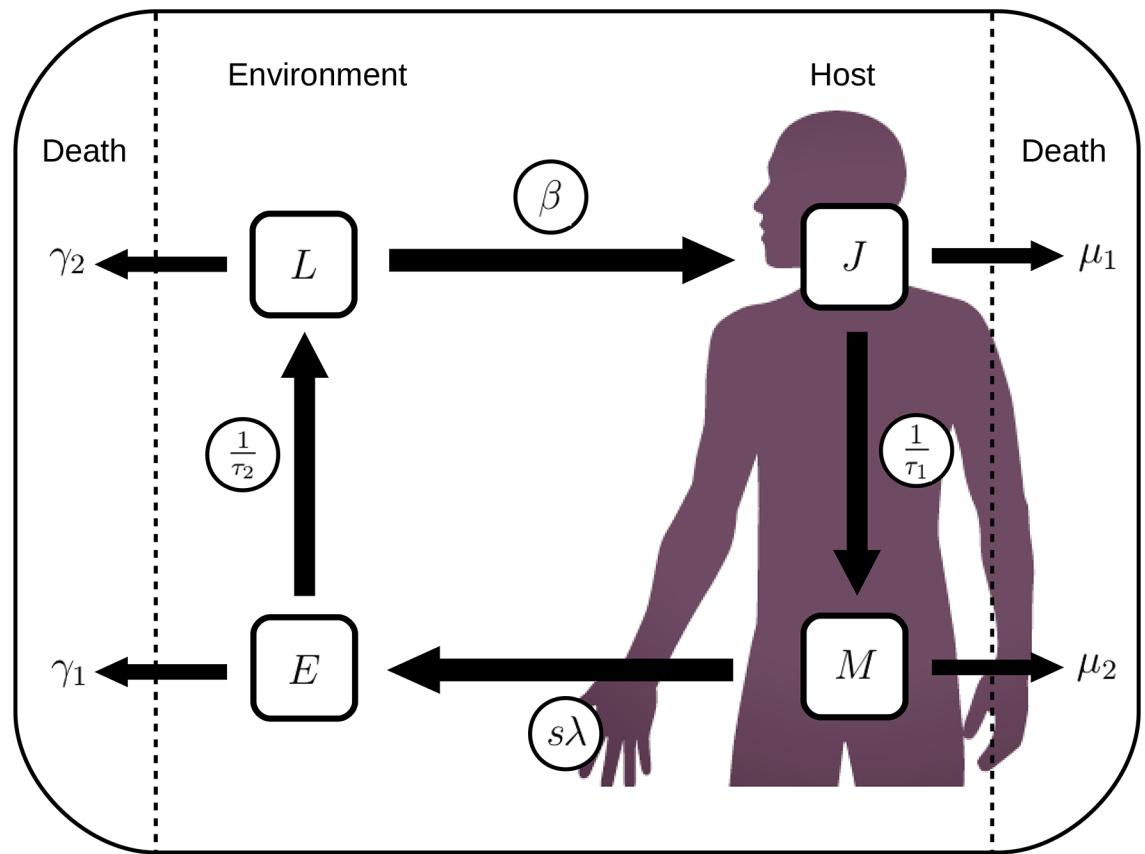 Environment
Host
Death
Death
β
γ₂
L
J
μ₁
1/τ₂
1/τ₁
γ₁
E
M
μ₂
sλ